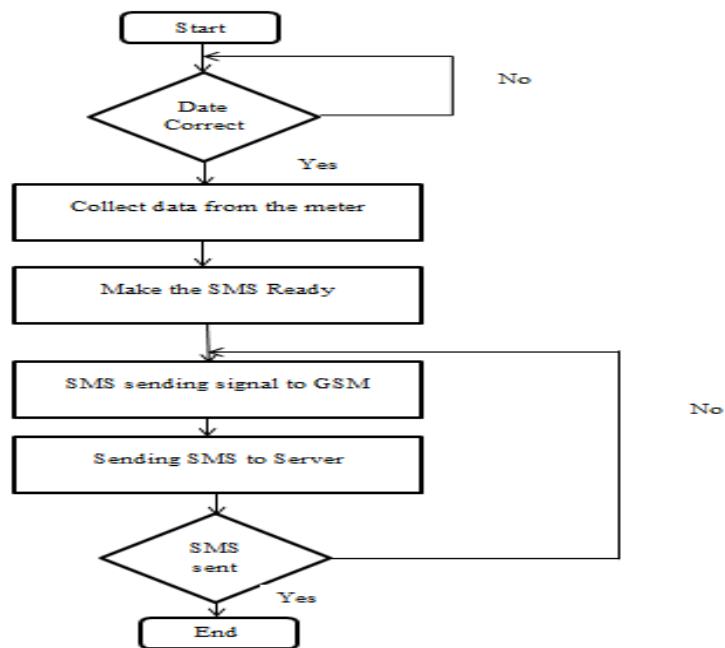 Start
No
Date
Correct
Yes
Collect data from the meter
Make the SMS Ready
SMS sending signal to GSM
No
Sending SMS to Server
SMS
sent
Yes
End